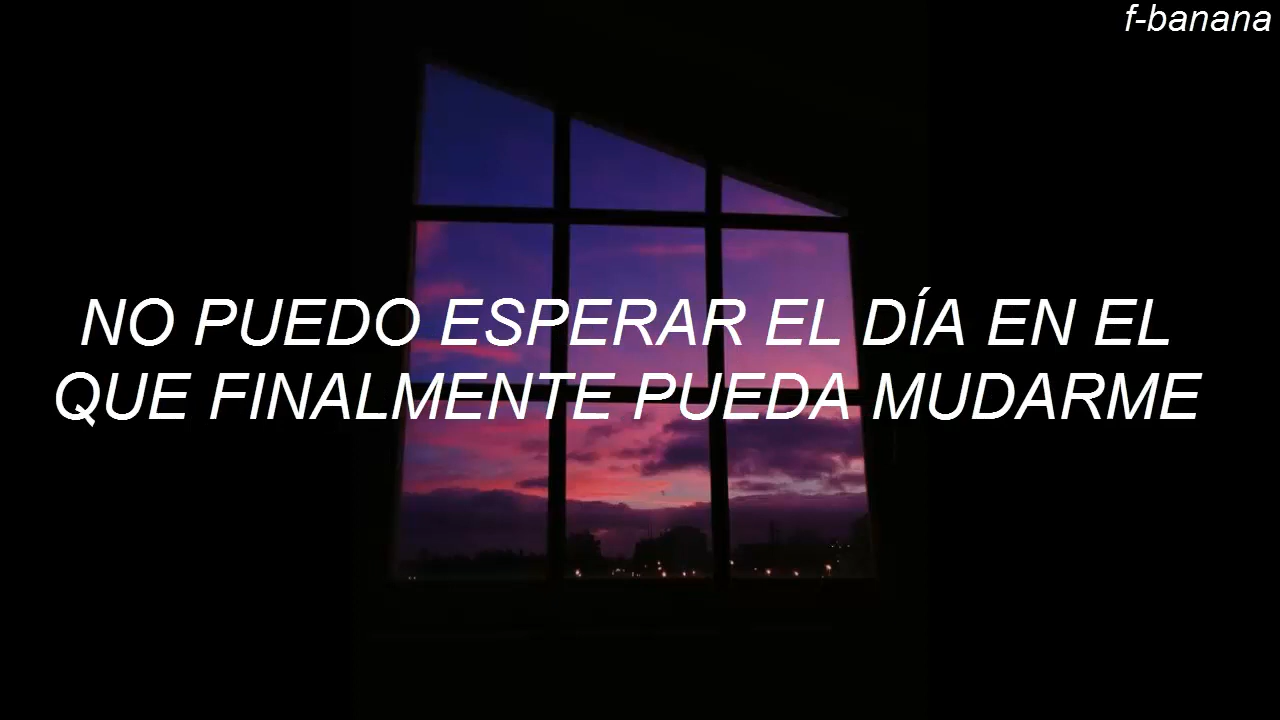 f-banana
NO PUEDO ESPERAR EL DÍA EN EL
QUE FINALMENTE PUEDA MUDARME